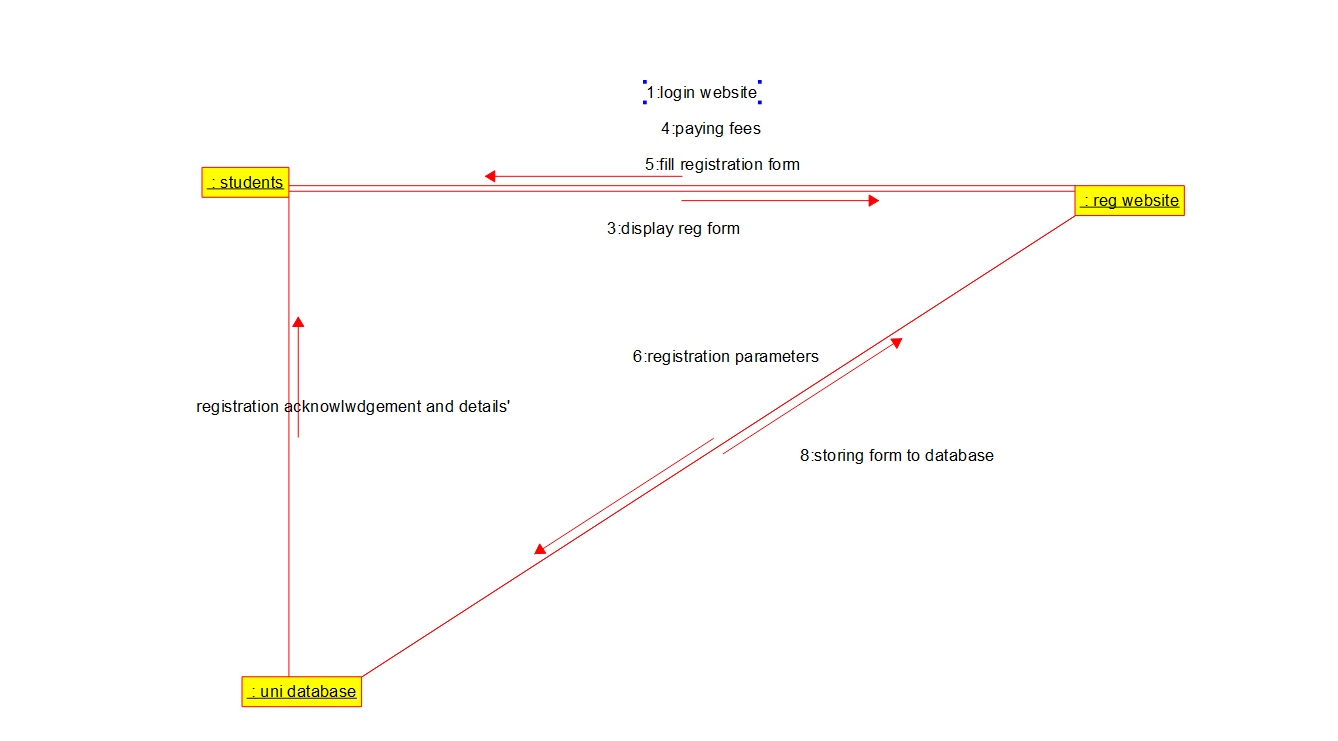 1:login website
4:paying fees
5:fill registration form
: students
: reg website
3:display reg form
6:registration parameters
registration acknowlwdgement and details'
8:storing form to database
: uni database